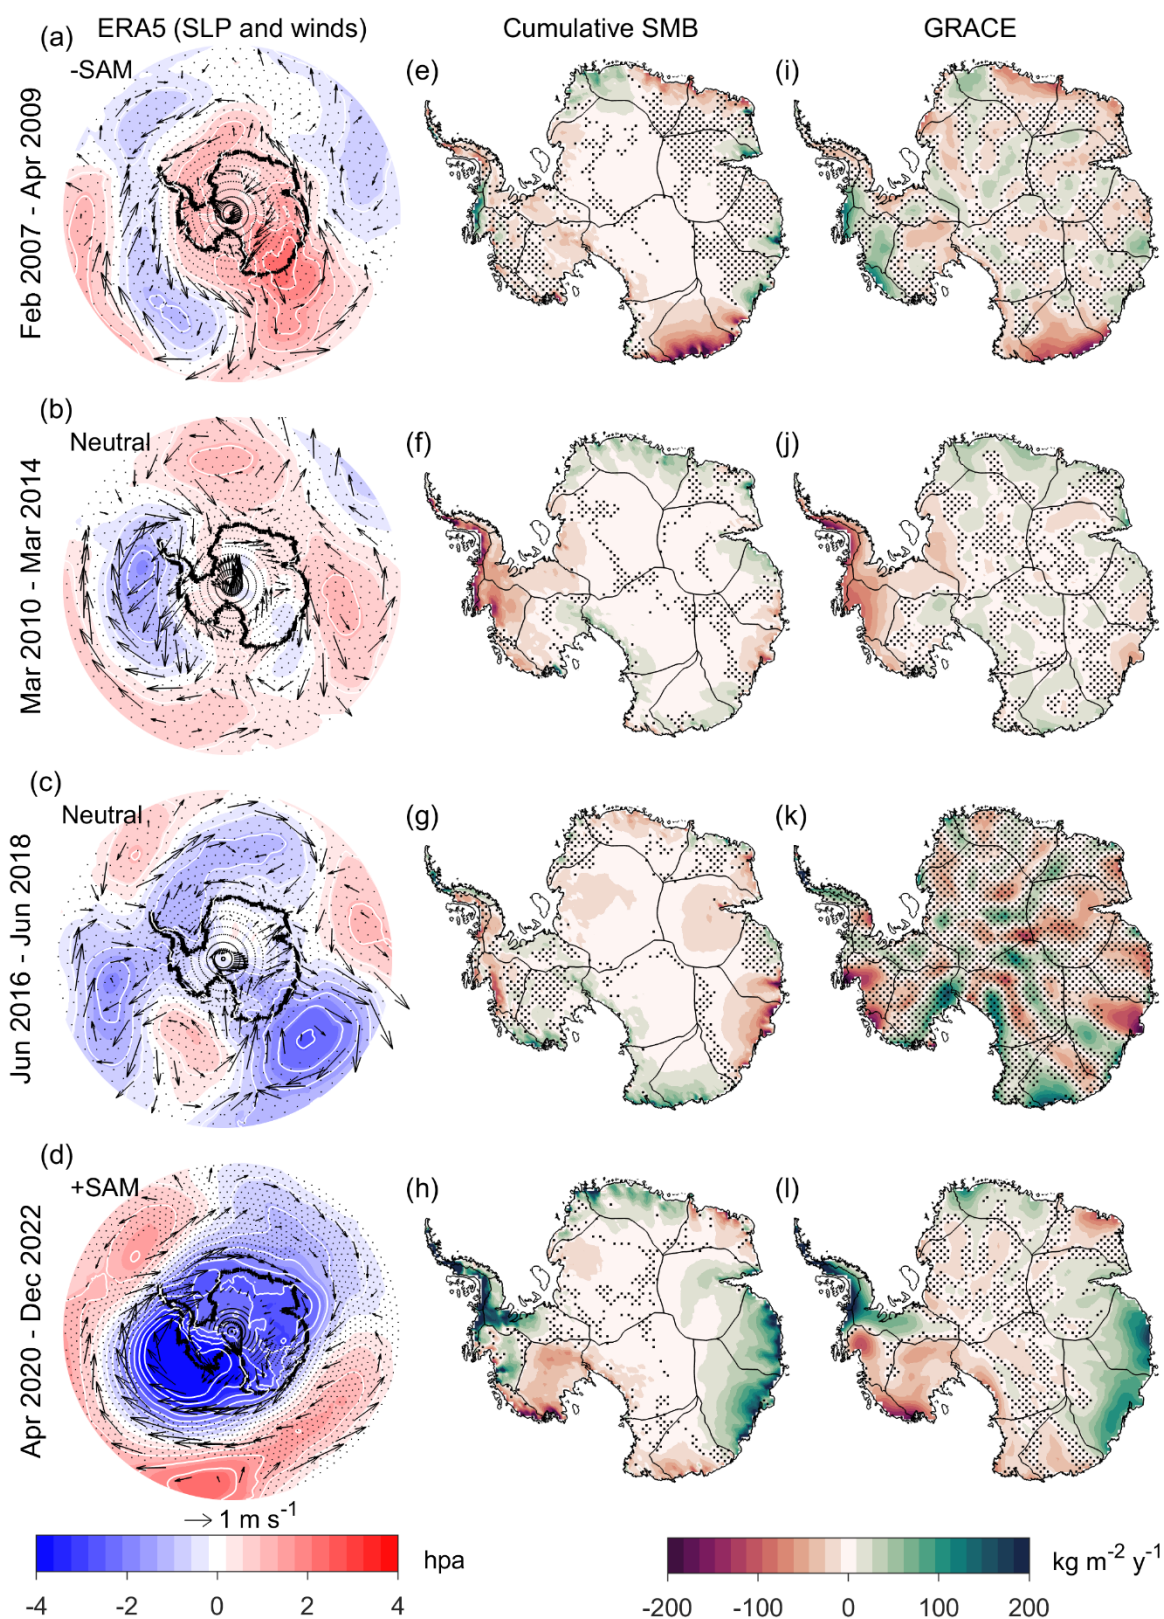 ERA5 (SLP and winds) Cumulative SMB GRACE
(a) -SAM (e) (i)
Feb 2007 - Apr 2009
(b) Neutral (f) (j)
Mar 2010 - Mar 2014
(c) Neutral (g) (k)
Jun 2016 - Jun 2018
(d) +SAM (h) (l)
Apr 2020 - Dec 2022
1 m s⁻¹
hpa kg m⁻² y⁻¹
-4 -2 0 2 4 -200 -100 0 100 200